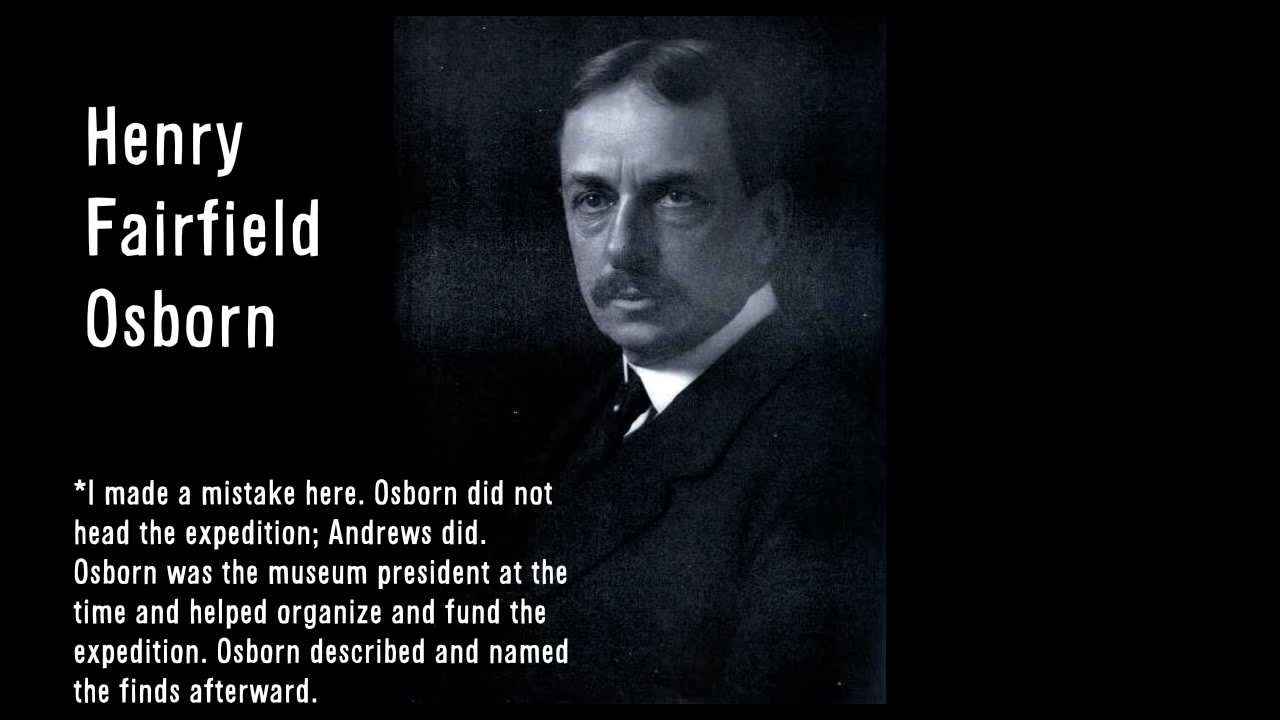 Henry
Fairfield
Osborn
*I made a mistake here. Osborn did not
head the expedition; Andrews did.
Osborn was the museum president at the
time and helped organize and fund the
expedition. Osborn described and named
the finds afterward.